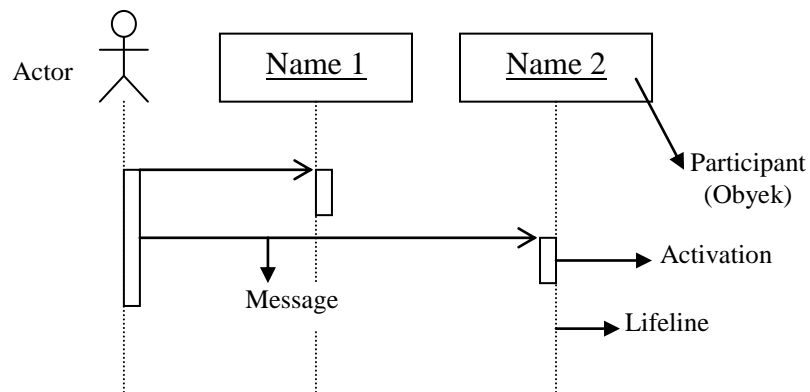 Actor
Name 1
Name 2
Participant
(Obyek)
Activation
Message
Lifeline